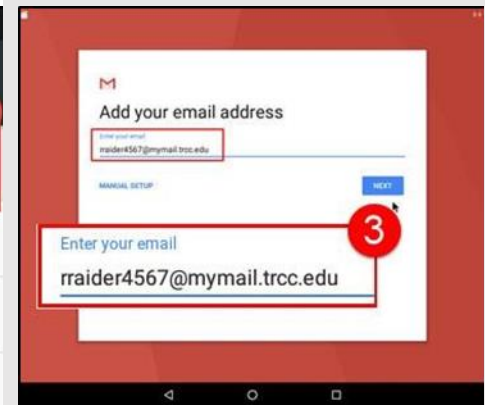 Add your email address
Enter your email
rraider4567@mymail.trcc.edu
MANUAL SETUP
NEXT
3
Enter your email
rraider4567@mymail.trcc.edu